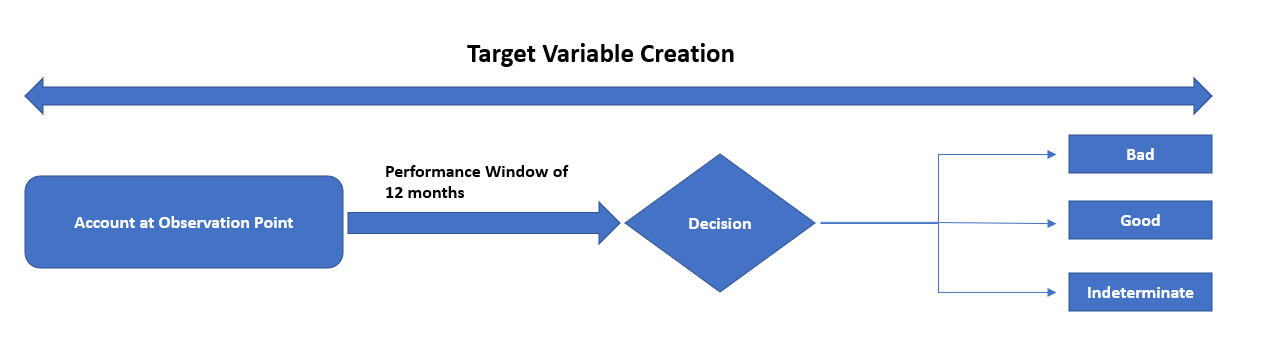 Target Variable Creation
Performance Window of
12 months
Account at Observation Point
Decision
Bad
Good
Indeterminate